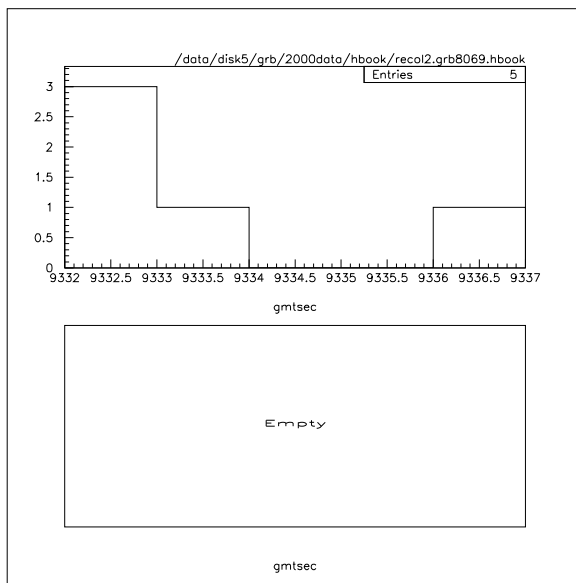 /data/disk5/grb/2000data/hbook/recol2.grb8069.hbook
Entries 5
3
2.5
2
1.5
1
0.5
0
9332 9332.5 9333 9333.5 9334 9334.5 9335 9335.5 9336 9336.5 9337
gmtsec
Empty
gmtsec